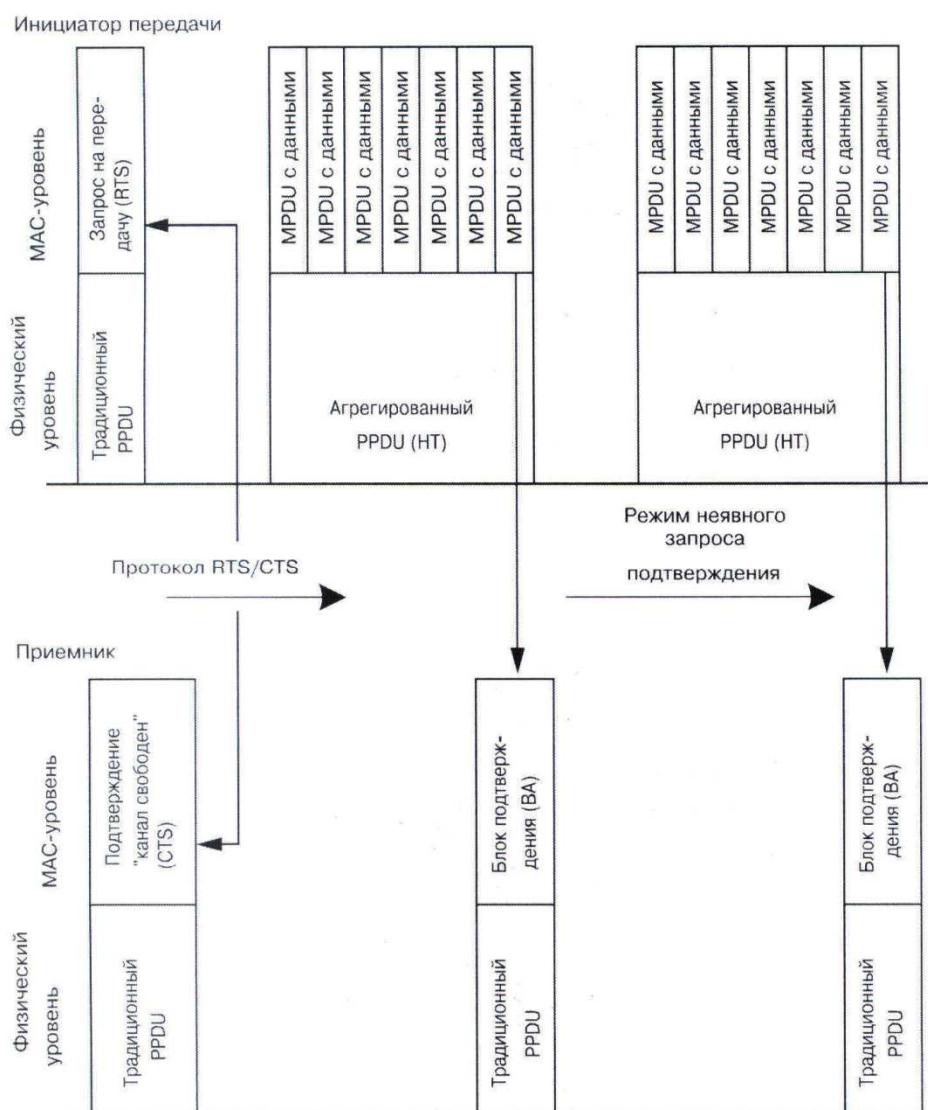 Инициатор передачи
МАС-уровень
Физический
уровень
Запрос на пере-
дачу (RTS)
Традиционный
PPDU
MPDU с данными
MPDU с данными
MPDU с данными
MPDU с данными
MPDU с данными
MPDU с данными
MPDU с данными
Агрегированный
PPDU (HT)
MPDU с данными
MPDU с данными
MPDU с данными
MPDU с данными
MPDU с данными
MPDU с данными
MPDU с данными
Агрегированный
PPDU (HT)
Протокол RTS/CTS
Режим неявного
запроса
подтверждения
Приемник
МАС-уровень
Физический
уровень
Подтверждение
"канал свободен"
(CTS)
Традиционный
PPDU
Блок подтверж-
дения (BA)
Традиционный
PPDU
Блок подтверж-
дения (BA)
Традиционный
PPDU